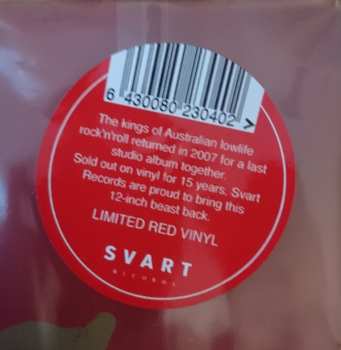 6 430080 230402 >
The kings of Australian lowlife
rock'n'roll returned in 2007 for a last
studio album together.
Sold out on vinyl for 15 years, Svart
Records are proud to bring this
12-inch beast back.
LIMITED RED VINYL
SVART
RECORDS